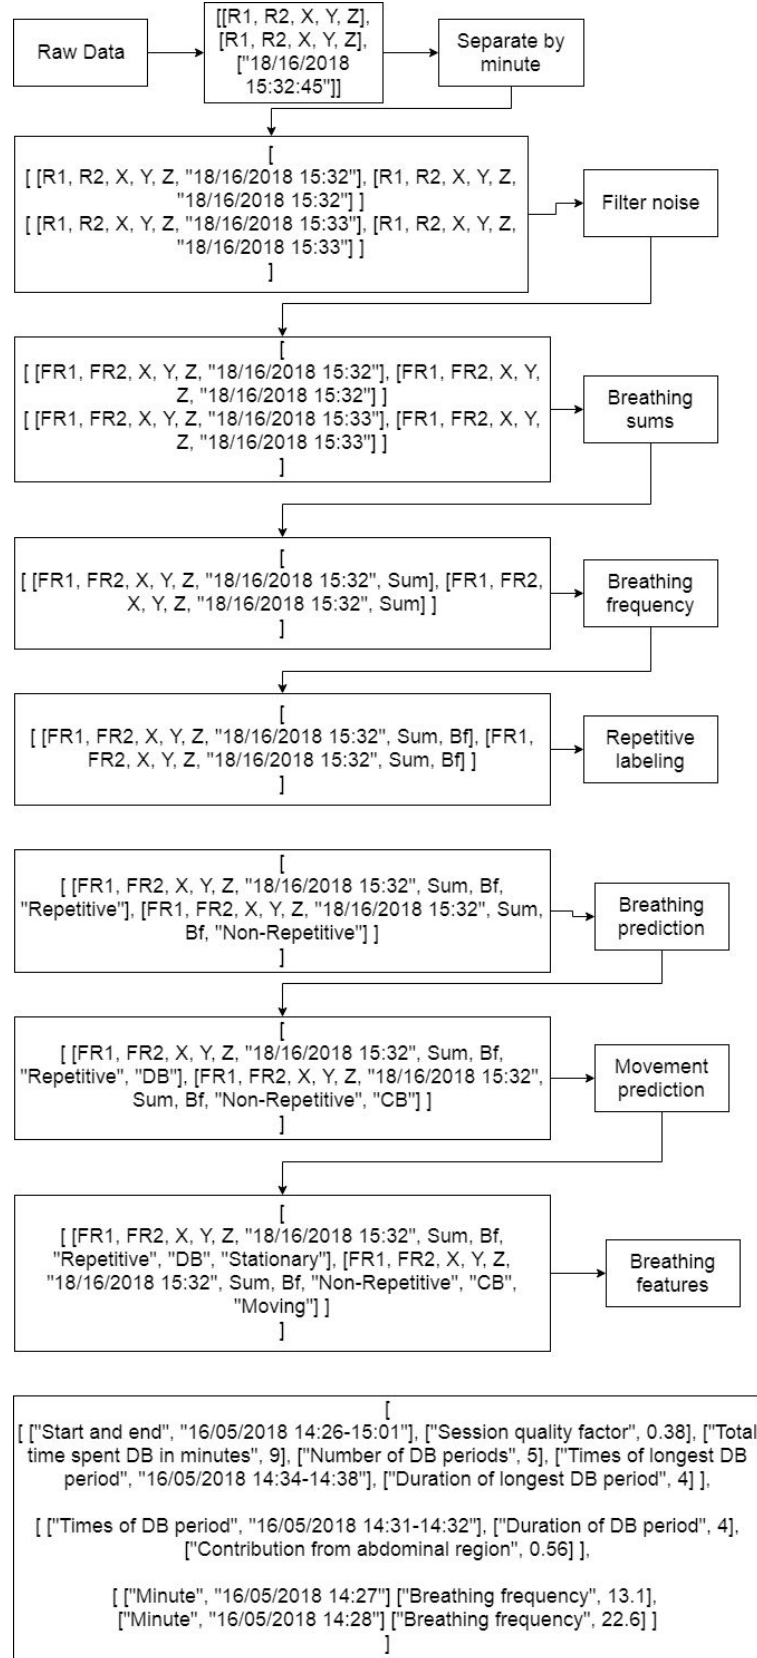 Raw Data
[[R1, R2, X, Y, Z],
[R1, R2, X, Y, Z],
["18/16/2018
15:32:45"]]
Separate by
minute
[
[ [R1, R2, X, Y, Z, "18/16/2018 15:32"], [R1, R2, X, Y, Z,
"18/16/2018 15:32"] ]
[ [R1, R2, X, Y, Z, "18/16/2018 15:33"], [R1, R2, X, Y, Z,
"18/16/2018 15:33"] ]
]
Filter noise
[
[ [FR1, FR2, X, Y, Z, "18/16/2018 15:32"], [FR1, FR2, X, Y,
Z, "18/16/2018 15:32"] ]
[ [FR1, FR2, X, Y, Z, "18/16/2018 15:33"], [FR1, FR2, X, Y,
Z, "18/16/2018 15:33"] ]
]
Breathing
sums
[
[ [FR1, FR2, X, Y, Z, "18/16/2018 15:32", Sum], [FR1, FR2,
X, Y, Z, "18/16/2018 15:32", Sum] ]
]
Breathing
frequency
[
[ [FR1, FR2, X, Y, Z, "18/16/2018 15:32", Sum, Bf], [FR1,
FR2, X, Y, Z, "18/16/2018 15:32", Sum, Bf] ]
]
Repetitive
labeling
[
[ [FR1, FR2, X, Y, Z, "18/16/2018 15:32", Sum, Bf,
"Repetitive"], [FR1, FR2, X, Y, Z, "18/16/2018 15:32", Sum,
Bf, "Non-Repetitive"] ]
]
Breathing
prediction
[
[ [FR1, FR2, X, Y, Z, "18/16/2018 15:32", Sum, Bf,
"Repetitive", "DB"], [FR1, FR2, X, Y, Z, "18/16/2018 15:32",
Sum, Bf, "Non-Repetitive", "CB"] ]
]
Movement
prediction
[
[ [FR1, FR2, X, Y, Z, "18/16/2018 15:32", Sum, Bf,
"Repetitive", "DB", "Stationary"], [FR1, FR2, X, Y, Z,
"18/16/2018 15:32", Sum, Bf, "Non-Repetitive", "CB",
"Moving"] ]
]
Breathing
features
[
[ ["Start and end", "16/05/2018 14:26-15:01"], ["Session quality factor", 0.38], ["Total
time spent DB in minutes", 9], ["Number of DB periods", 5], ["Times of longest DB
period", "16/05/2018 14:34-14:38"], ["Duration of longest DB period", 4] ],
[ ["Times of DB period", "16/05/2018 14:31-14:32"], ["Duration of DB period", 4],
["Contribution from abdominal region", 0.56] ],
[ ["Minute", "16/05/2018 14:27"] ["Breathing frequency", 13.1],
["Minute", "16/05/2018 14:28"] ["Breathing frequency", 22.6] ]
]